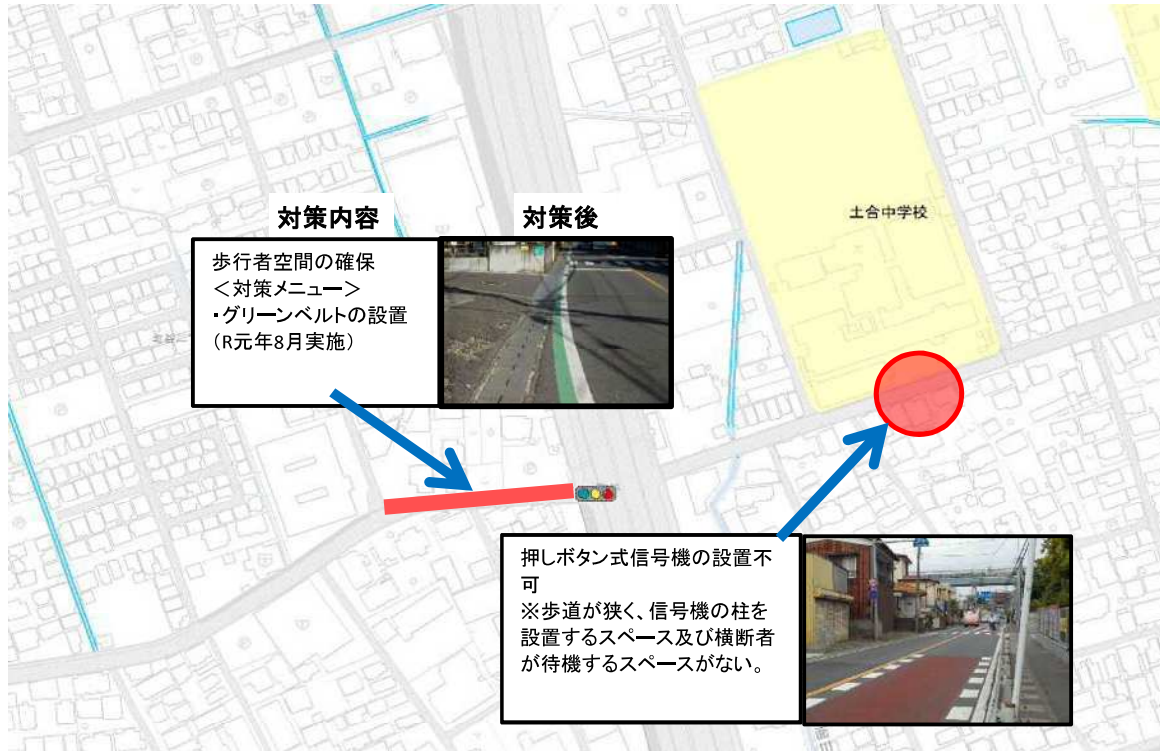 対策内容
対策後
歩行者空間の確保
<対策メニュー>
・グリーンベルトの設置
(R元年8月実施)
土合中学校
押しボタン式信号機の設置不
可
※歩道が狭く、信号機の柱を
設置するスペース及び横断者
が待機するスペースがない。